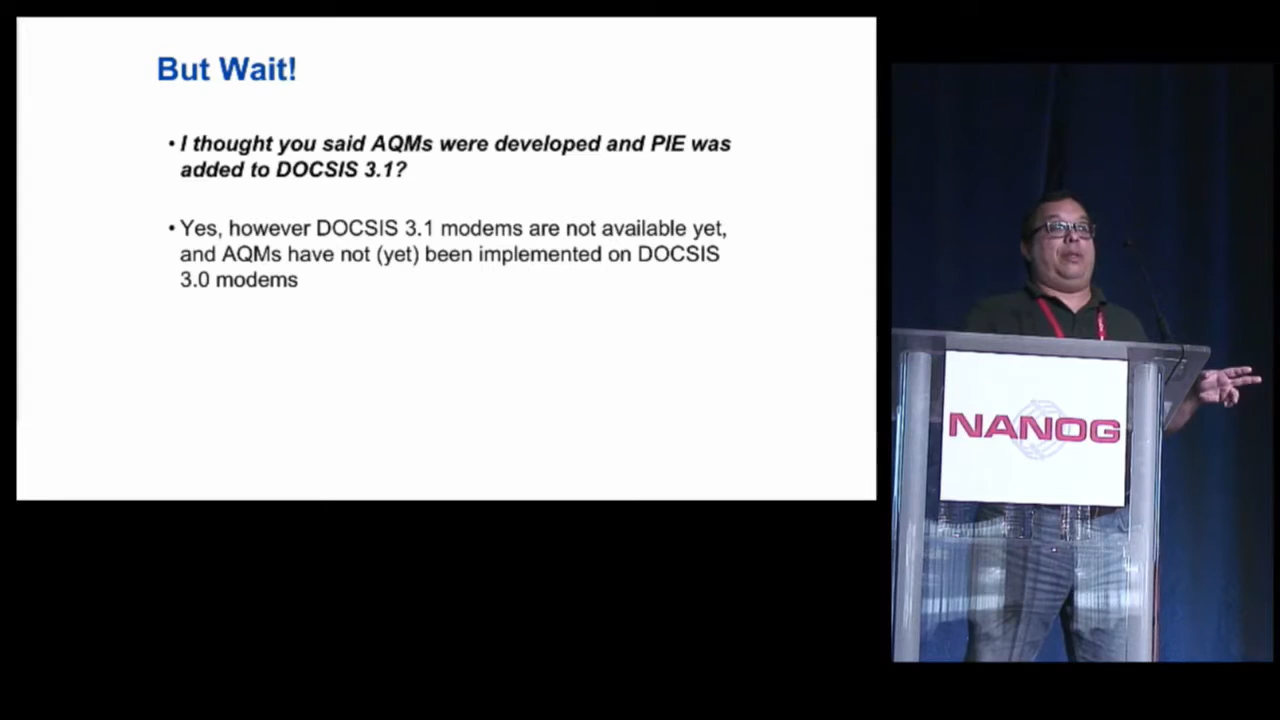 But Wait!
• I thought you said AQMs were developed and PIE was
added to DOCSIS 3.1?
• Yes, however DOCSIS 3.1 modems are not available yet,
and AQMs have not (yet) been implemented on DOCSIS
3.0 modems
NANOG